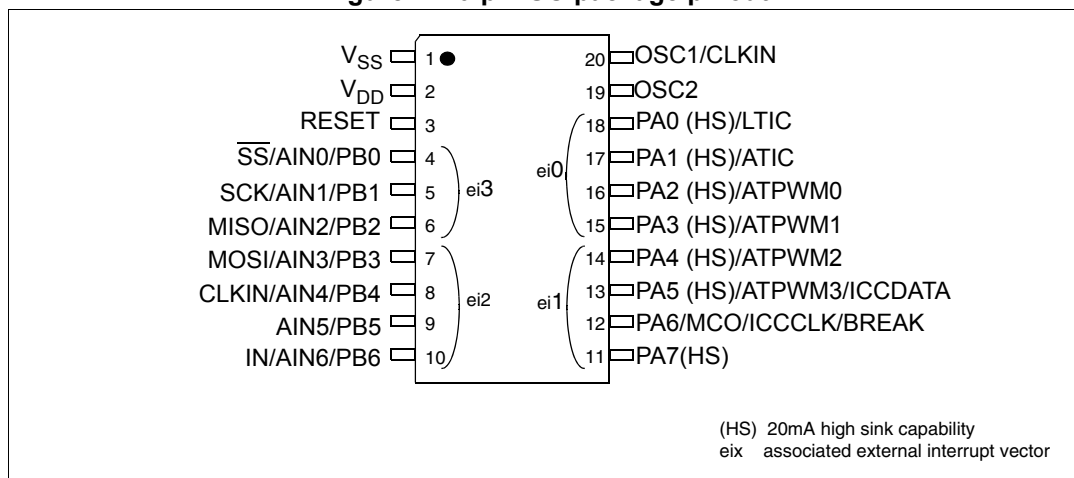 VSS 1 20 OSC1/CLKIN
VDD 2 19 OSC2
RESET 3 18 PA0 (HS)/LTIC
SS/AIN0/PB0 4 17 PA1 (HS)/ATIC
ei3 ei0
SCK/AIN1/PB1 5 16 PA2 (HS)/ATPWM0
MISO/AIN2/PB2 6 15 PA3 (HS)/ATPWM1
MOSI/AIN3/PB3 7 14 PA4 (HS)/ATPWM2
CLKIN/AIN4/PB4 8 ei2 ei1 13 PA5 (HS)/ATPWM3/ICCDATA
AIN5/PB5 9 12 PA6/MCO/ICCCLK/BREAK
IN/AIN6/PB6 10 11 PA7(HS)
(HS) 20mA high sink capability
eix associated external interrupt vector